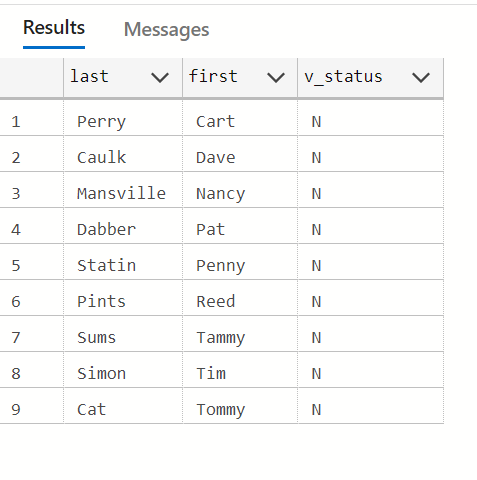 Results Messages
last first v_status
1 Perry Cart N
2 Caulk Dave N
3 Mansville Nancy N
4 Dabber Pat N
5 Statin Penny N
6 Pints Reed N
7 Sums Tammy N
8 Simon Tim N
9 Cat Tommy N